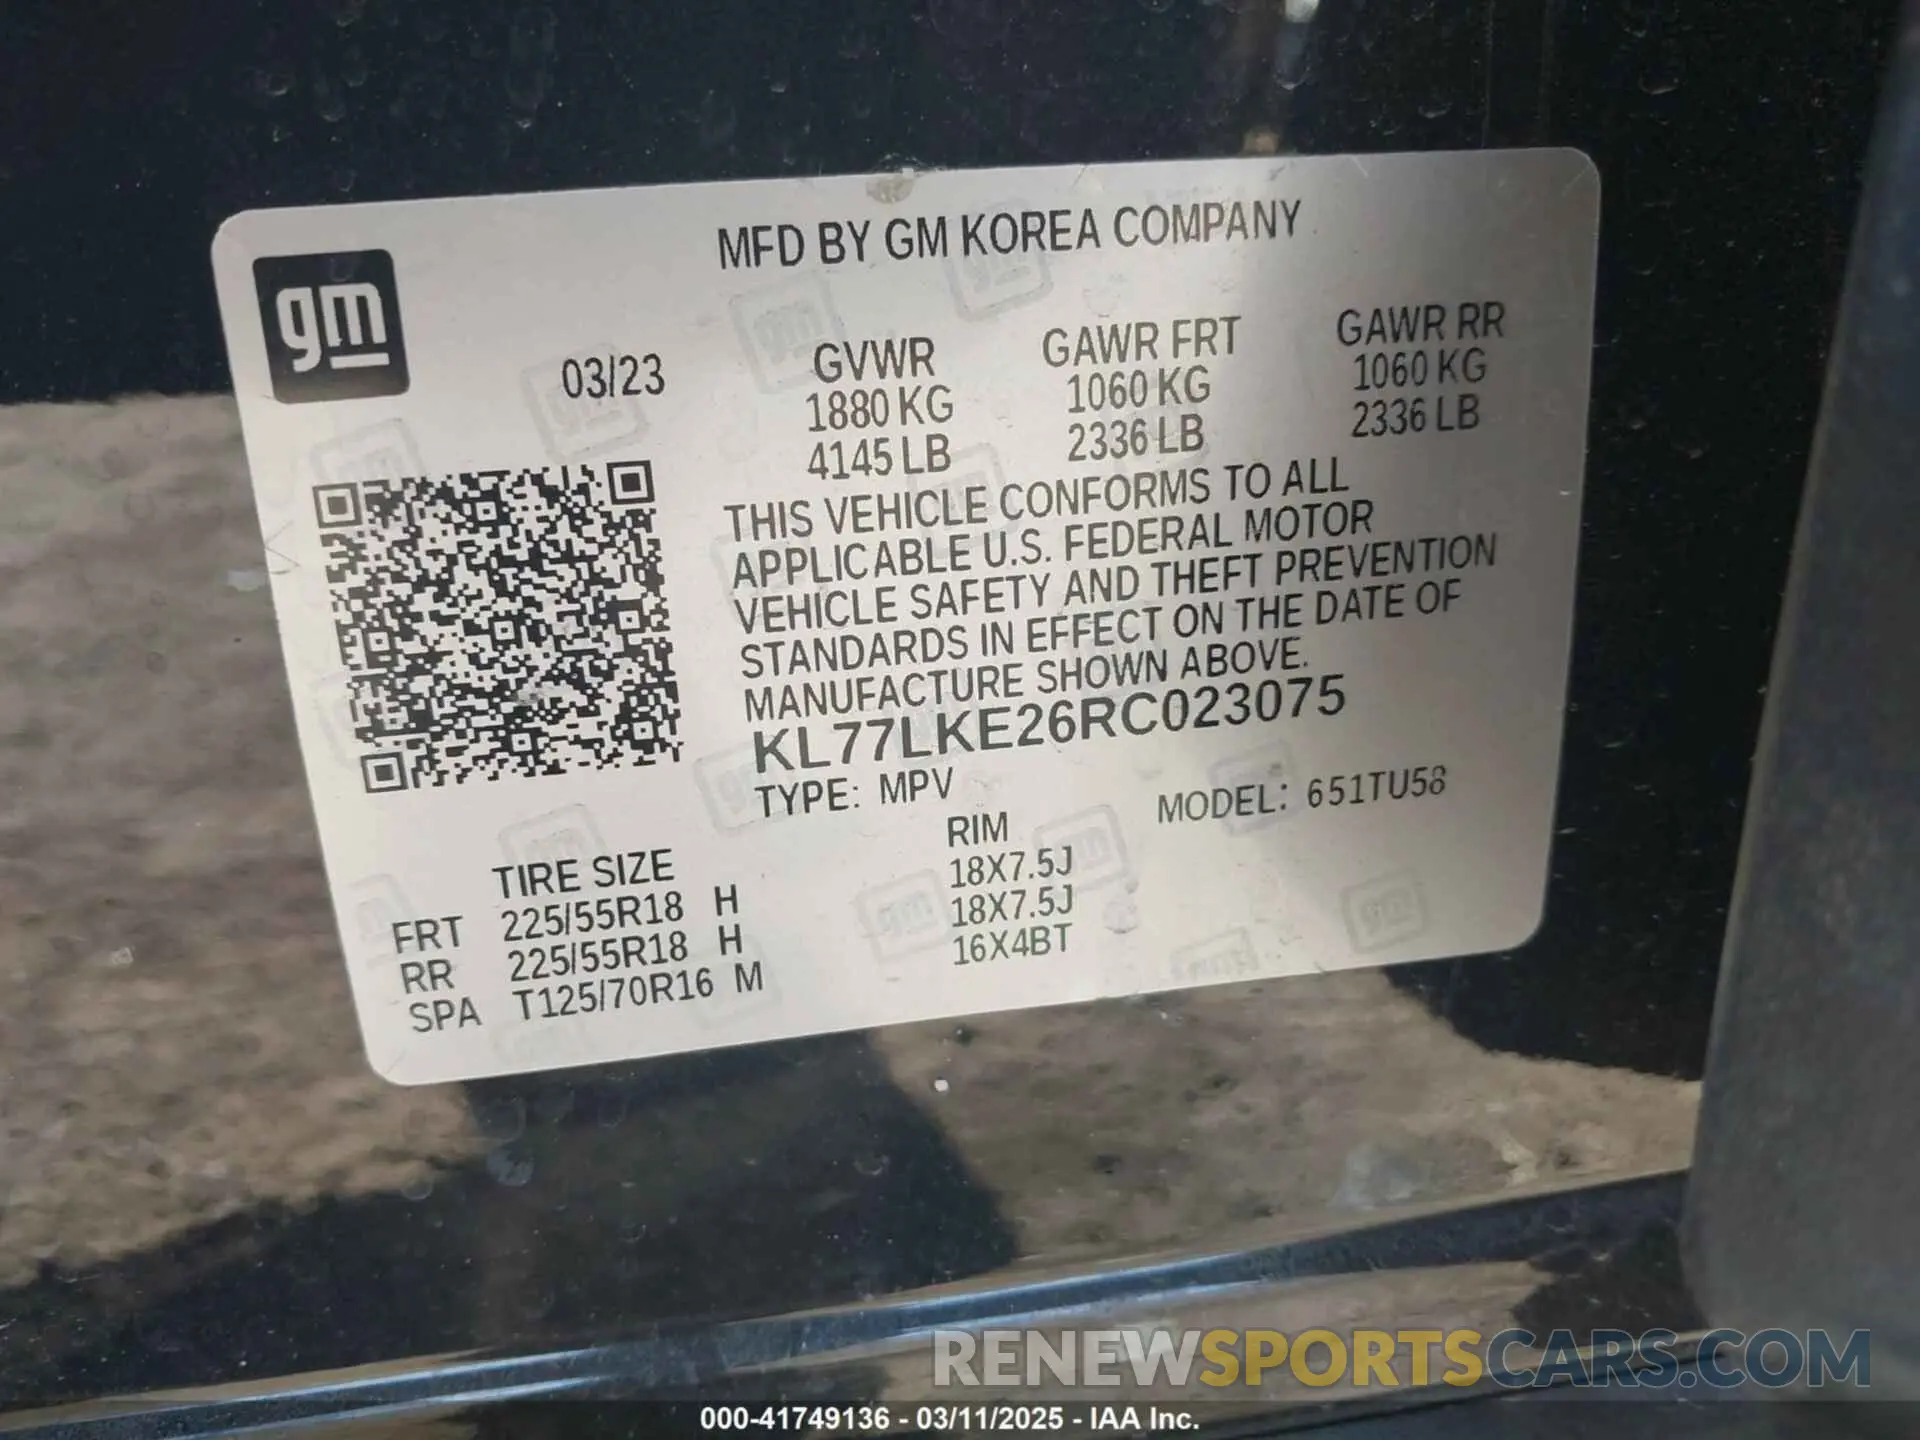 MFD BY GM KOREA COMPANY
gm
03/23 GVWR GAWR FRT GAWR RR
1880 KG 1060 KG 1060 KG
4145 LB 2336 LB 2336 LB
THIS VEHICLE CONFORMS TO ALL
APPLICABLE U.S. FEDERAL MOTOR
VEHICLE SAFETY AND THEFT PREVENTION
STANDARDS IN EFFECT ON THE DATE OF
MANUFACTURE SHOWN ABOVE.
KL77LKE26RC023075
TYPE: MPV MODEL: 651TU58
TIRE SIZE RIM
FRT 225/55R18 H 18X7.5J
RR 225/55R18 H 18X7.5J
SPA T125/70R16 M 16X4BT
RENEWSPORTSCARS.COM
000-41749136 - 03/11/2025 - IAA Inc.